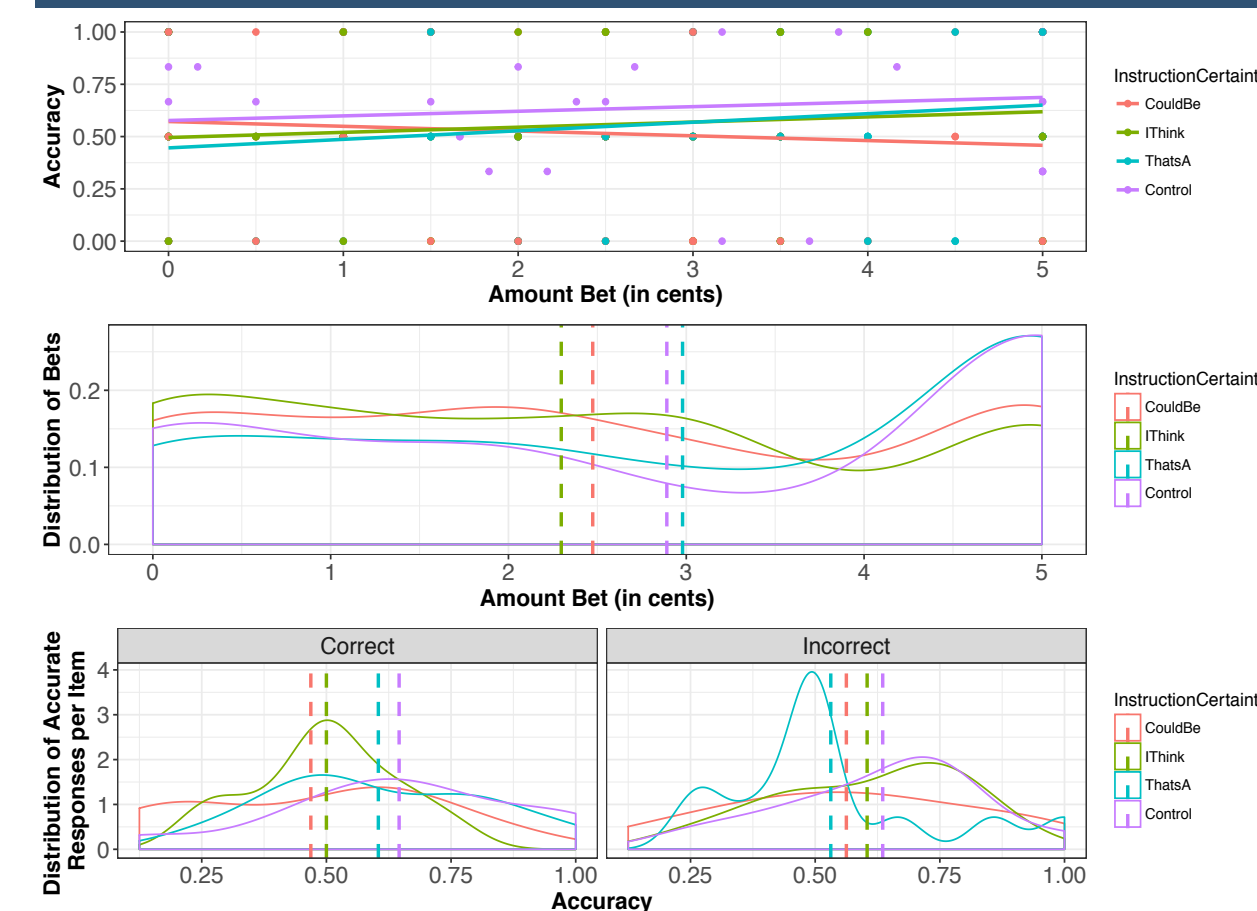 1.00
0.75
0.50
0.25
0.00
Accuracy
0 1 2 3 4 5
Amount Bet (in cents)
InstructionCertaint
CouldBe
IThink
ThatsA
Control
0.2
0.1
0.0
Distribution of Bets
0 1 2 3 4 5
Amount Bet (in cents)
InstructionCertaint
CouldBe
IThink
ThatsA
Control
Correct Incorrect
4
3
2
1
0
Distribution of Accurate
Responses per Item
0.25 0.50 0.75 1.00 0.25 0.50 0.75 1.00
Accuracy
InstructionCertaint
CouldBe
IThink
ThatsA
Control